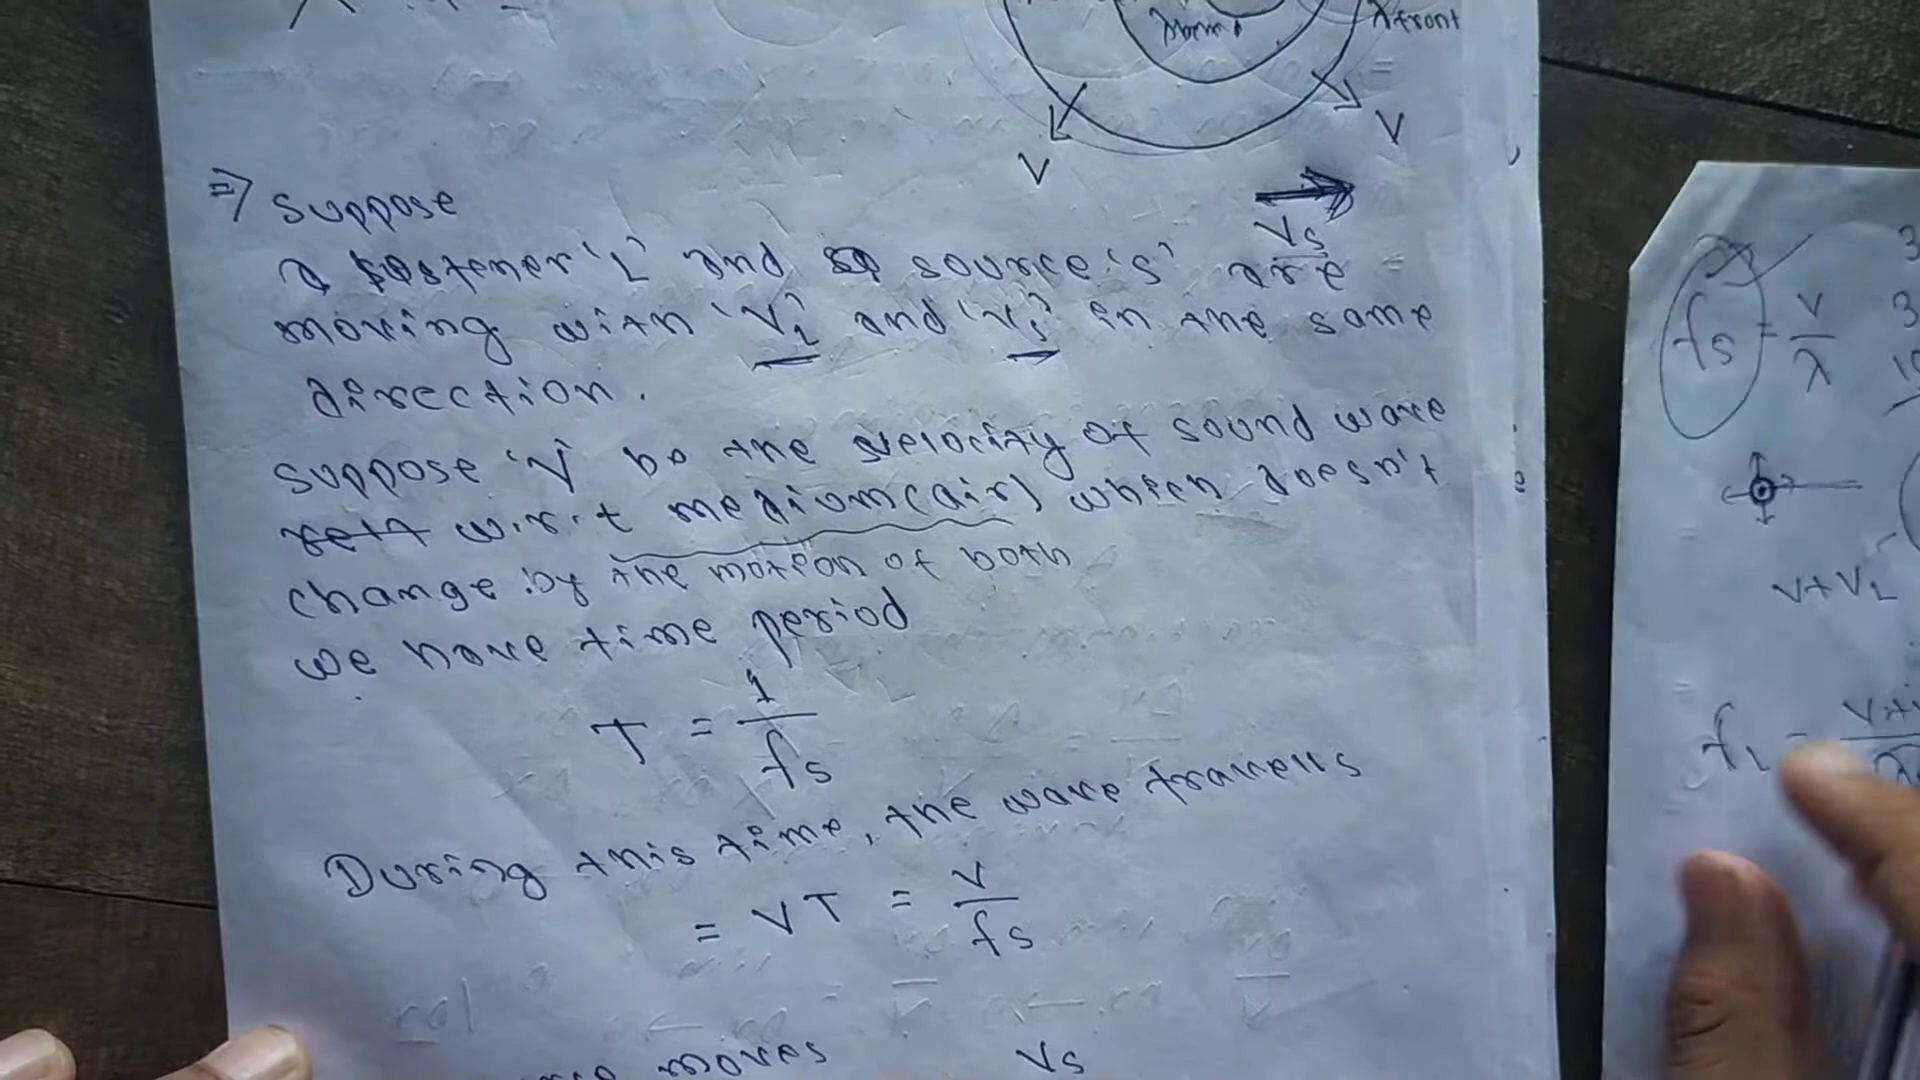 λ front
V
V
Vs
=> suppose
a listener 'L' and source 's' are
moving with 'VL' and 'Vs' in the same
direction.
suppose 'V' be the velocity of sound wave
w.r.t medium (air) which doesn't
change by the motion of both
we have time period
T = 1/fs
During this time, the wave travells
= VT = V/fs
moves Vs
fs = V/λ
V+VL
fL =